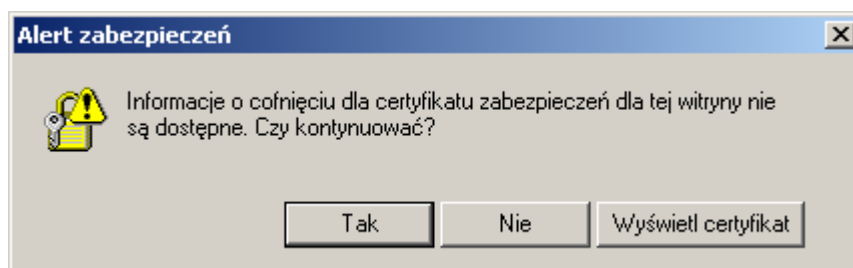 Alert zabezpieczeń
Informacje o cofnięciu dla certyfikatu zabezpieczeń dla tej witryny nie
są dostępne. Czy kontynuować?
Tak Nie Wyświetl certyfikat